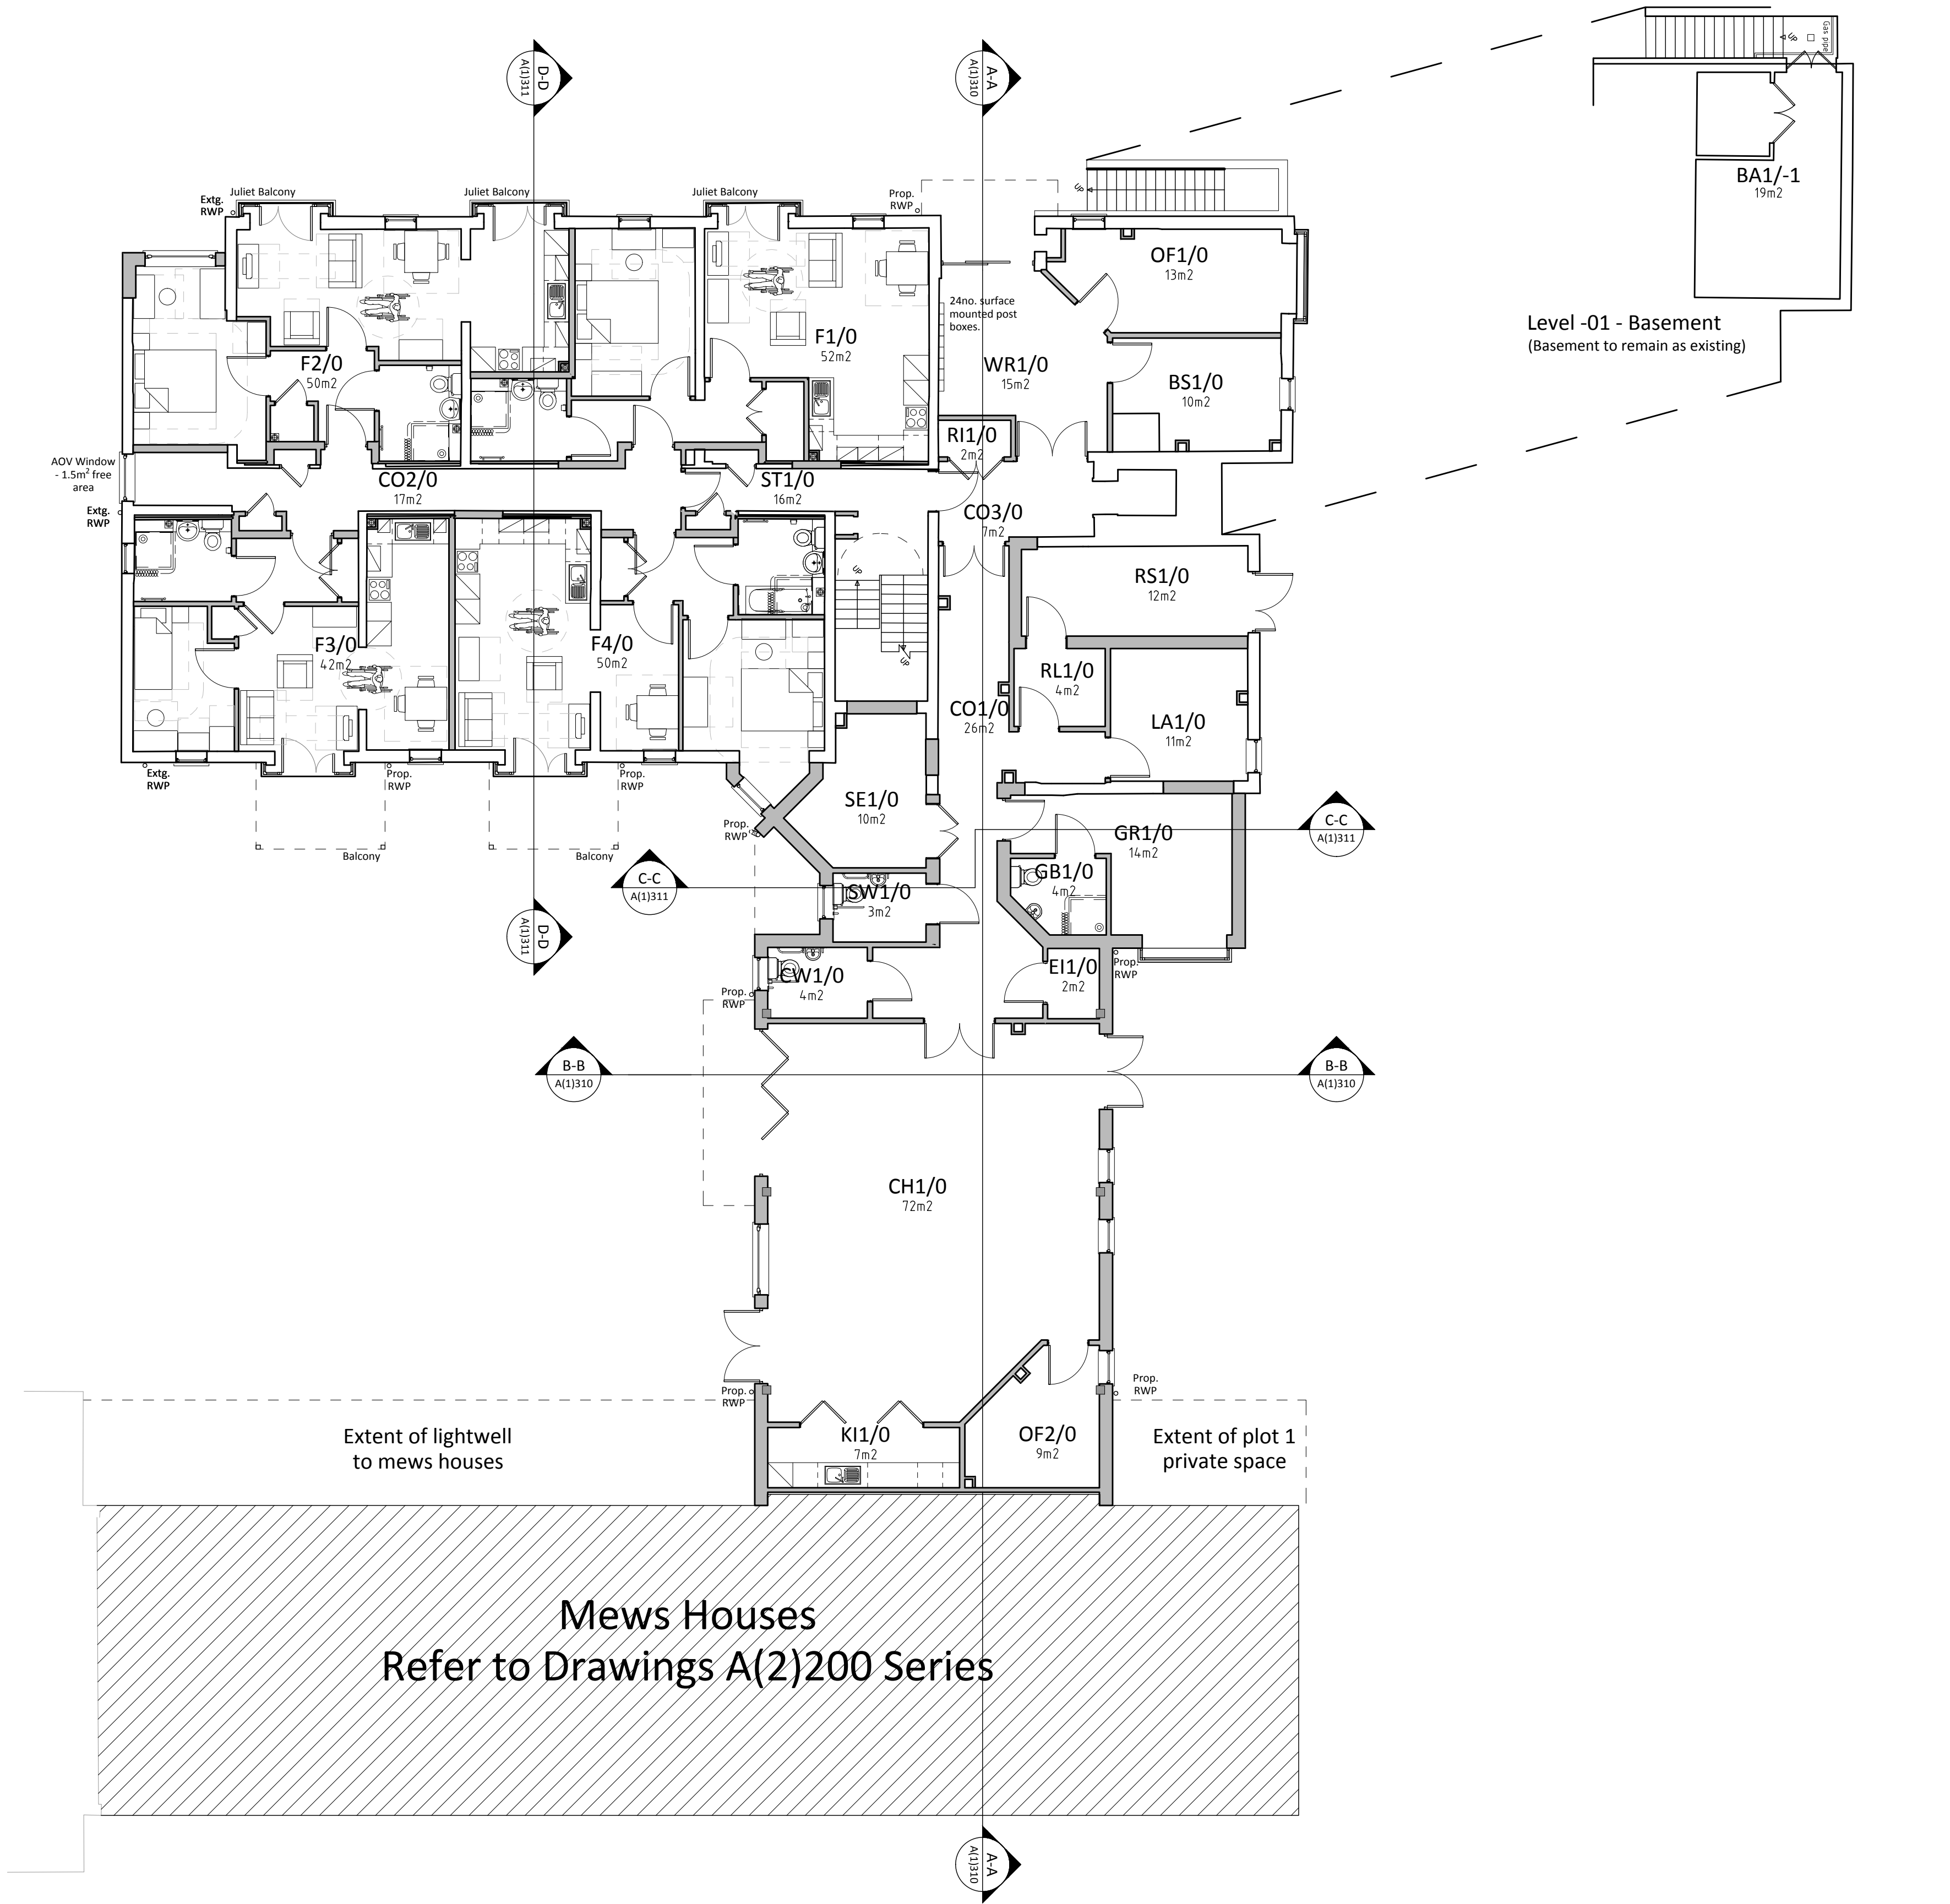 Gas pipe
UP
D-D
A(1)311
A-A
A(1)310
BA1/-1
19m2
Level -01 - Basement
(Basement to remain as existing)
Juliet Balcony
Juliet Balcony
Juliet Balcony
Extg.
RWP
Prop.
RWP
UP
OF1/0
13m2
24no. surface
mounted post
boxes.
F1/0
52m2
F2/0
50m2
WR1/0
15m2
BS1/0
10m2
RI1/0
2m2
AOV Window
- 1.5m² free
area
Extg.
RWP
CO2/0
17m2
ST1/0
16m2
CO3/0
7m2
UP
UP
RS1/0
12m2
F3/0
42m2
F4/0
50m2
RL1/0
4m2
CO1/0
26m2
LA1/0
11m2
Extg.
RWP
Prop.
RWP
Prop.
RWP
SE1/0
10m2
Prop.
RWP
GR1/0
14m2
C-C
A(1)311
Balcony
Balcony
C-C
A(1)311
GB1/0
4m2
SW1/0
3m2
D-D
A(1)311
CW1/0
4m2
EI1/0
2m2
Prop.
RWP
Prop.
RWP
B-B
A(1)310
B-B
A(1)310
CH1/0
72m2
Prop.
RWP
Prop.
RWP
Extent of lightwell
to mews houses
KI1/0
7m2
OF2/0
9m2
Extent of plot 1
private space
Mews Houses
Refer to Drawings A(2)200 Series
A-A
A(1)310